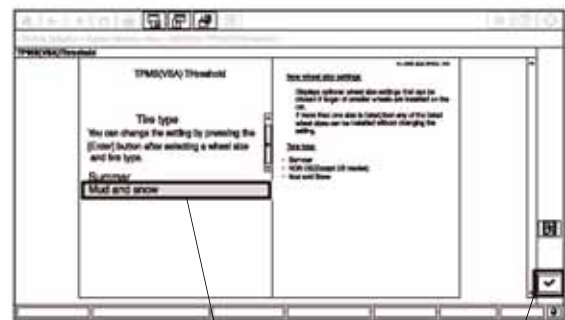 TPMS(VSA) Threshold
TPMS(VSA) Threshold
Tire type
You can change the setting by pressing the
[Enter] button after selecting a wheel size
and tire type.
Summer
Mud and snow
New wheel size settings
Displays optional wheel size settings that can be
chosen if larger or smaller wheels are installed on the
car.
If more than one size is listed, then any of the listed
wheel sizes can be installed without changing the
setting.
Tire type
- Summer
- Mud and Snow